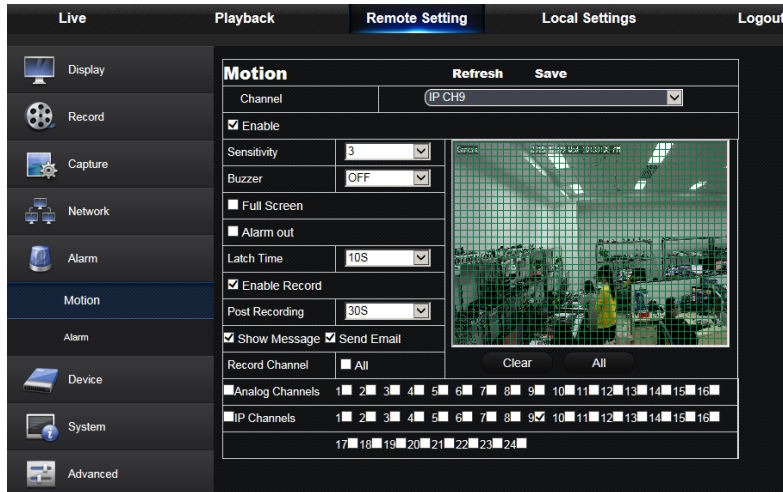 Live Playback Remote Setting Local Settings Logout
Display
Record
Capture
Network
Alarm
Motion
Alarm
Device
System
Advanced
Motion Refresh Save
Channel IP CH9
Enable
Sensitivity 3
Buzzer OFF
Full Screen
Alarm out
Latch Time 10S
Enable Record
Post Recording 30S
Show Message Send Email
Record Channel All
Clear All
Analog Channels 1 2 3 4 5 6 7 8 9 10 11 12 13 14 15 16
IP Channels 1 2 3 4 5 6 7 8 9 10 11 12 13 14 15 16
17 18 19 20 21 22 23 24